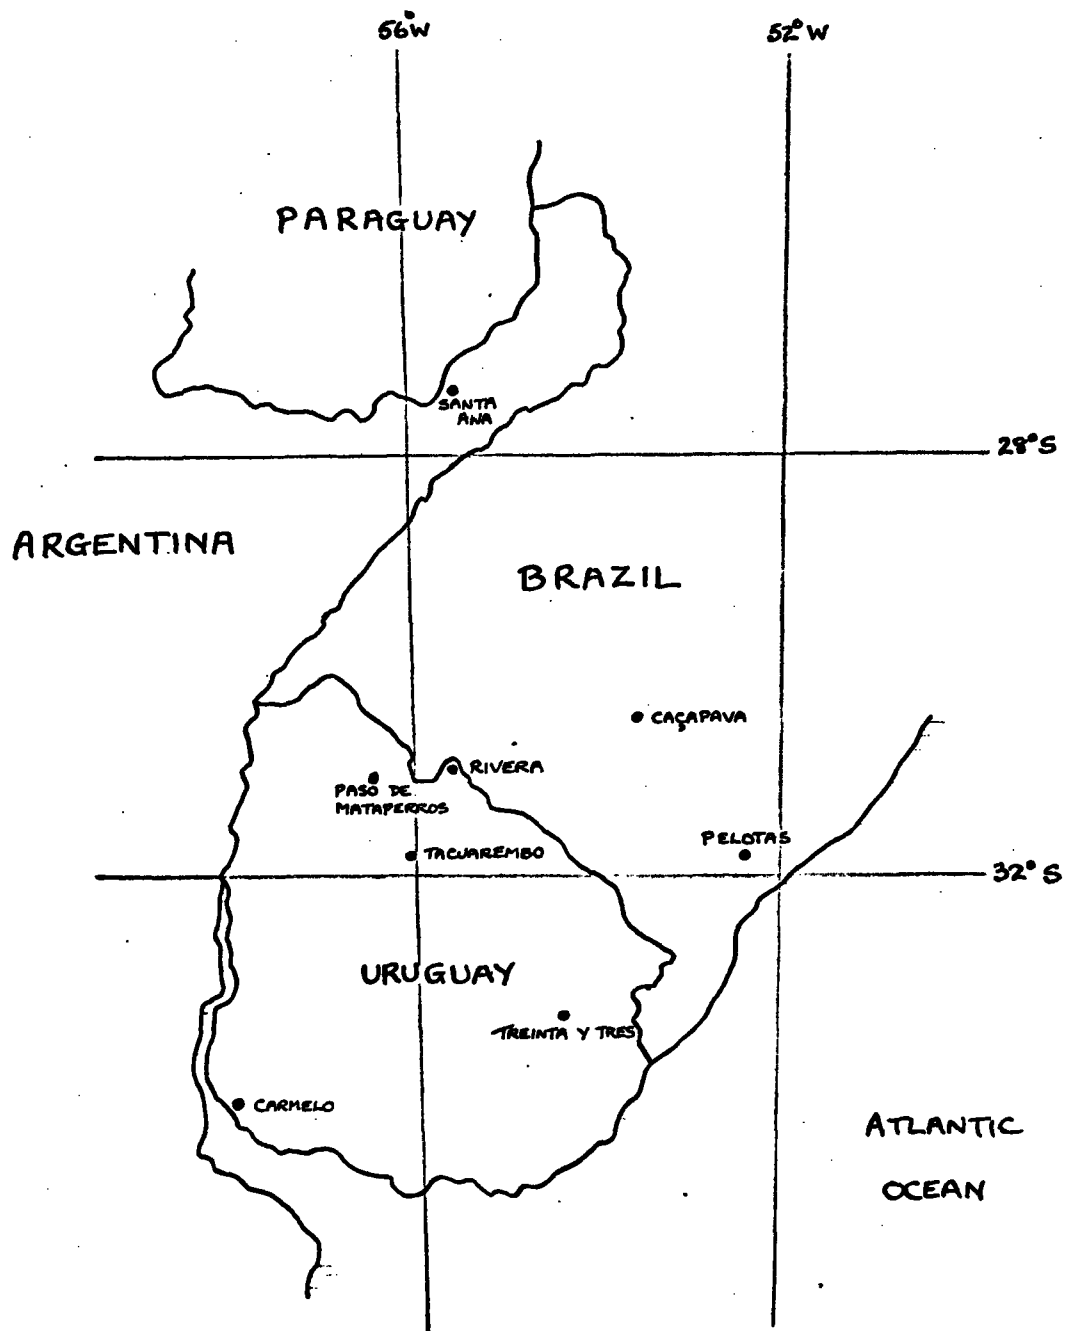 56°W
52°W
PARAGUAY
SANTA
ANA
28°S
ARGENTINA
BRAZIL
CAÇAPAVA
RIVERA
PASO DE
MATAPERROS
PELOTAS
TACUAREMBO
32°S
URUGUAY
TREINTA Y TRES
CARMELO
ATLANTIC
OCEAN